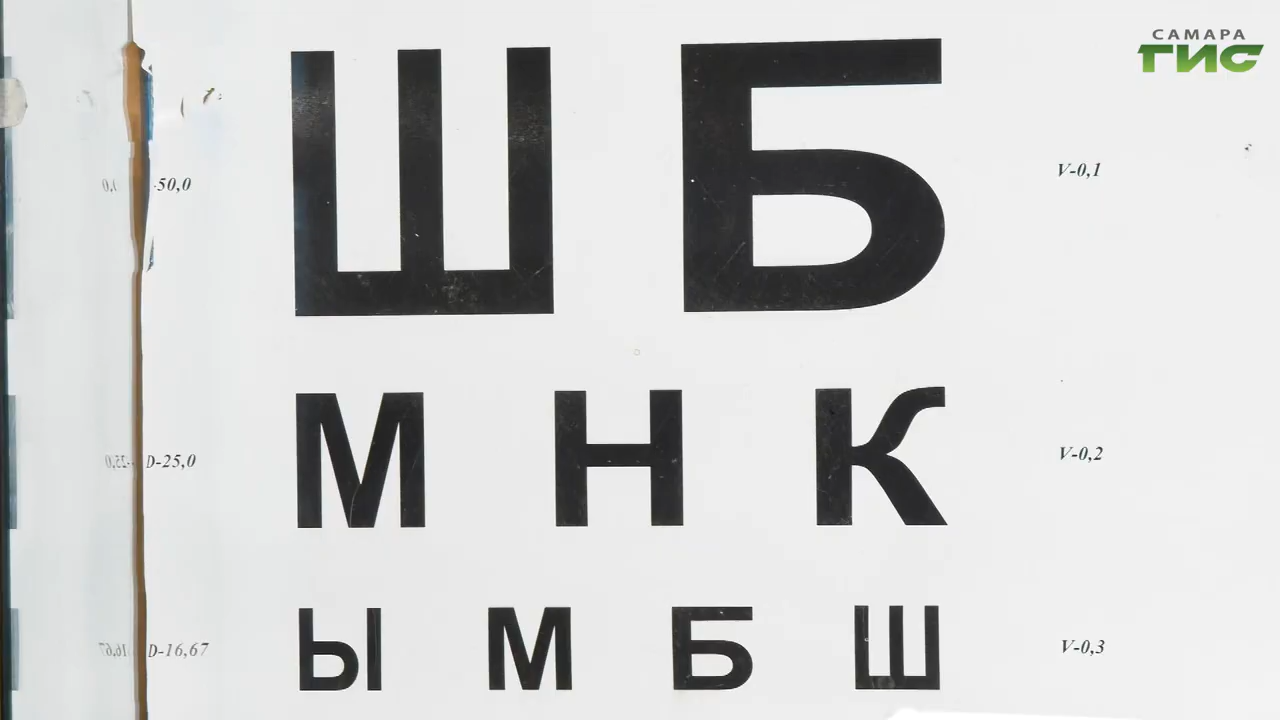 САМАРА
ГИС
-50,0 Ш Б V-0,1
D-25,0 М Н К V-0,2
D-16,67 Ы М Б Ш V-0,3